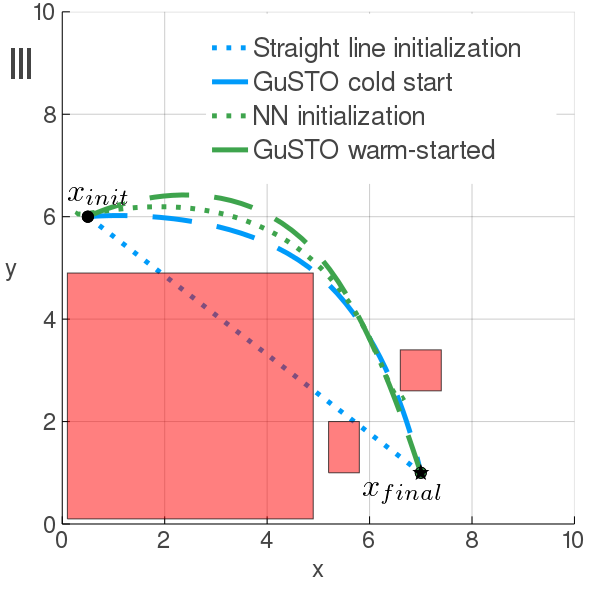 10
III
Straight line initialization
GuSTO cold start
8
NN initialization
GuSTO warm-started
x_init
6
y
4
2
x_final
0
0 2 4 6 8 10
x